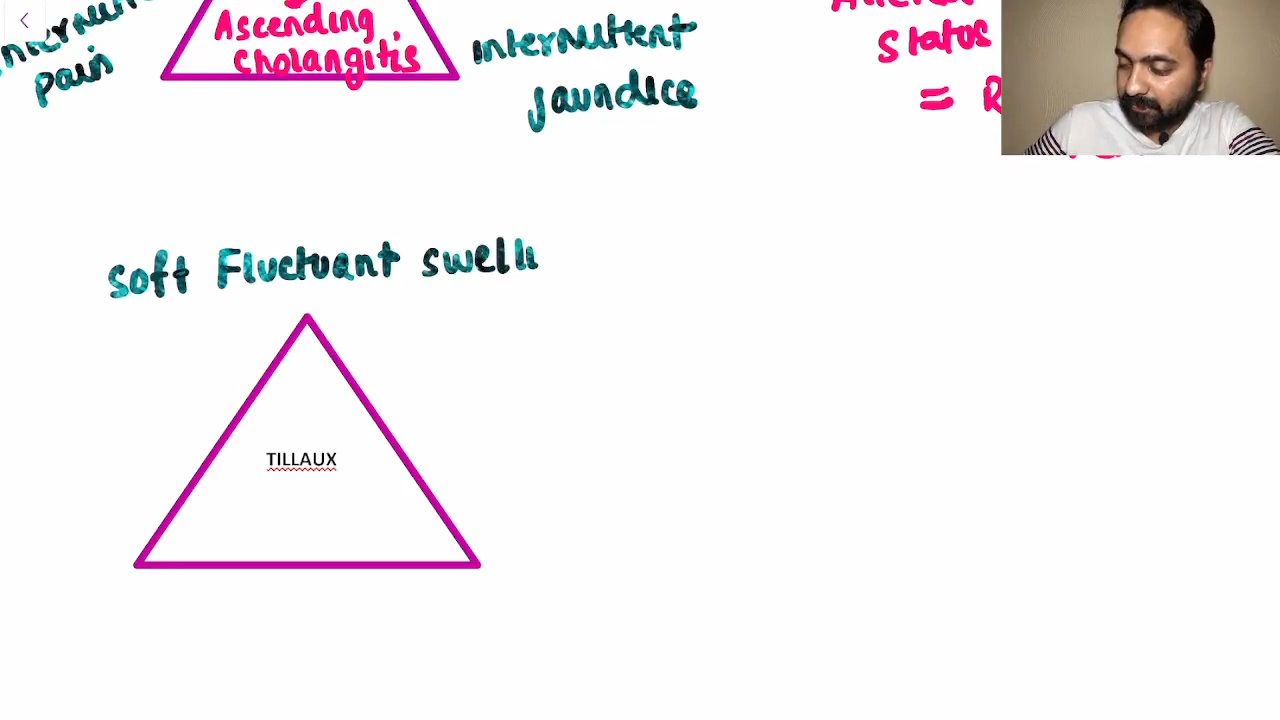 pain
Ascending
Cholangitis
Intermittent
Jaundice
Status
=
Soft Fluctuant swell
TILLAUX